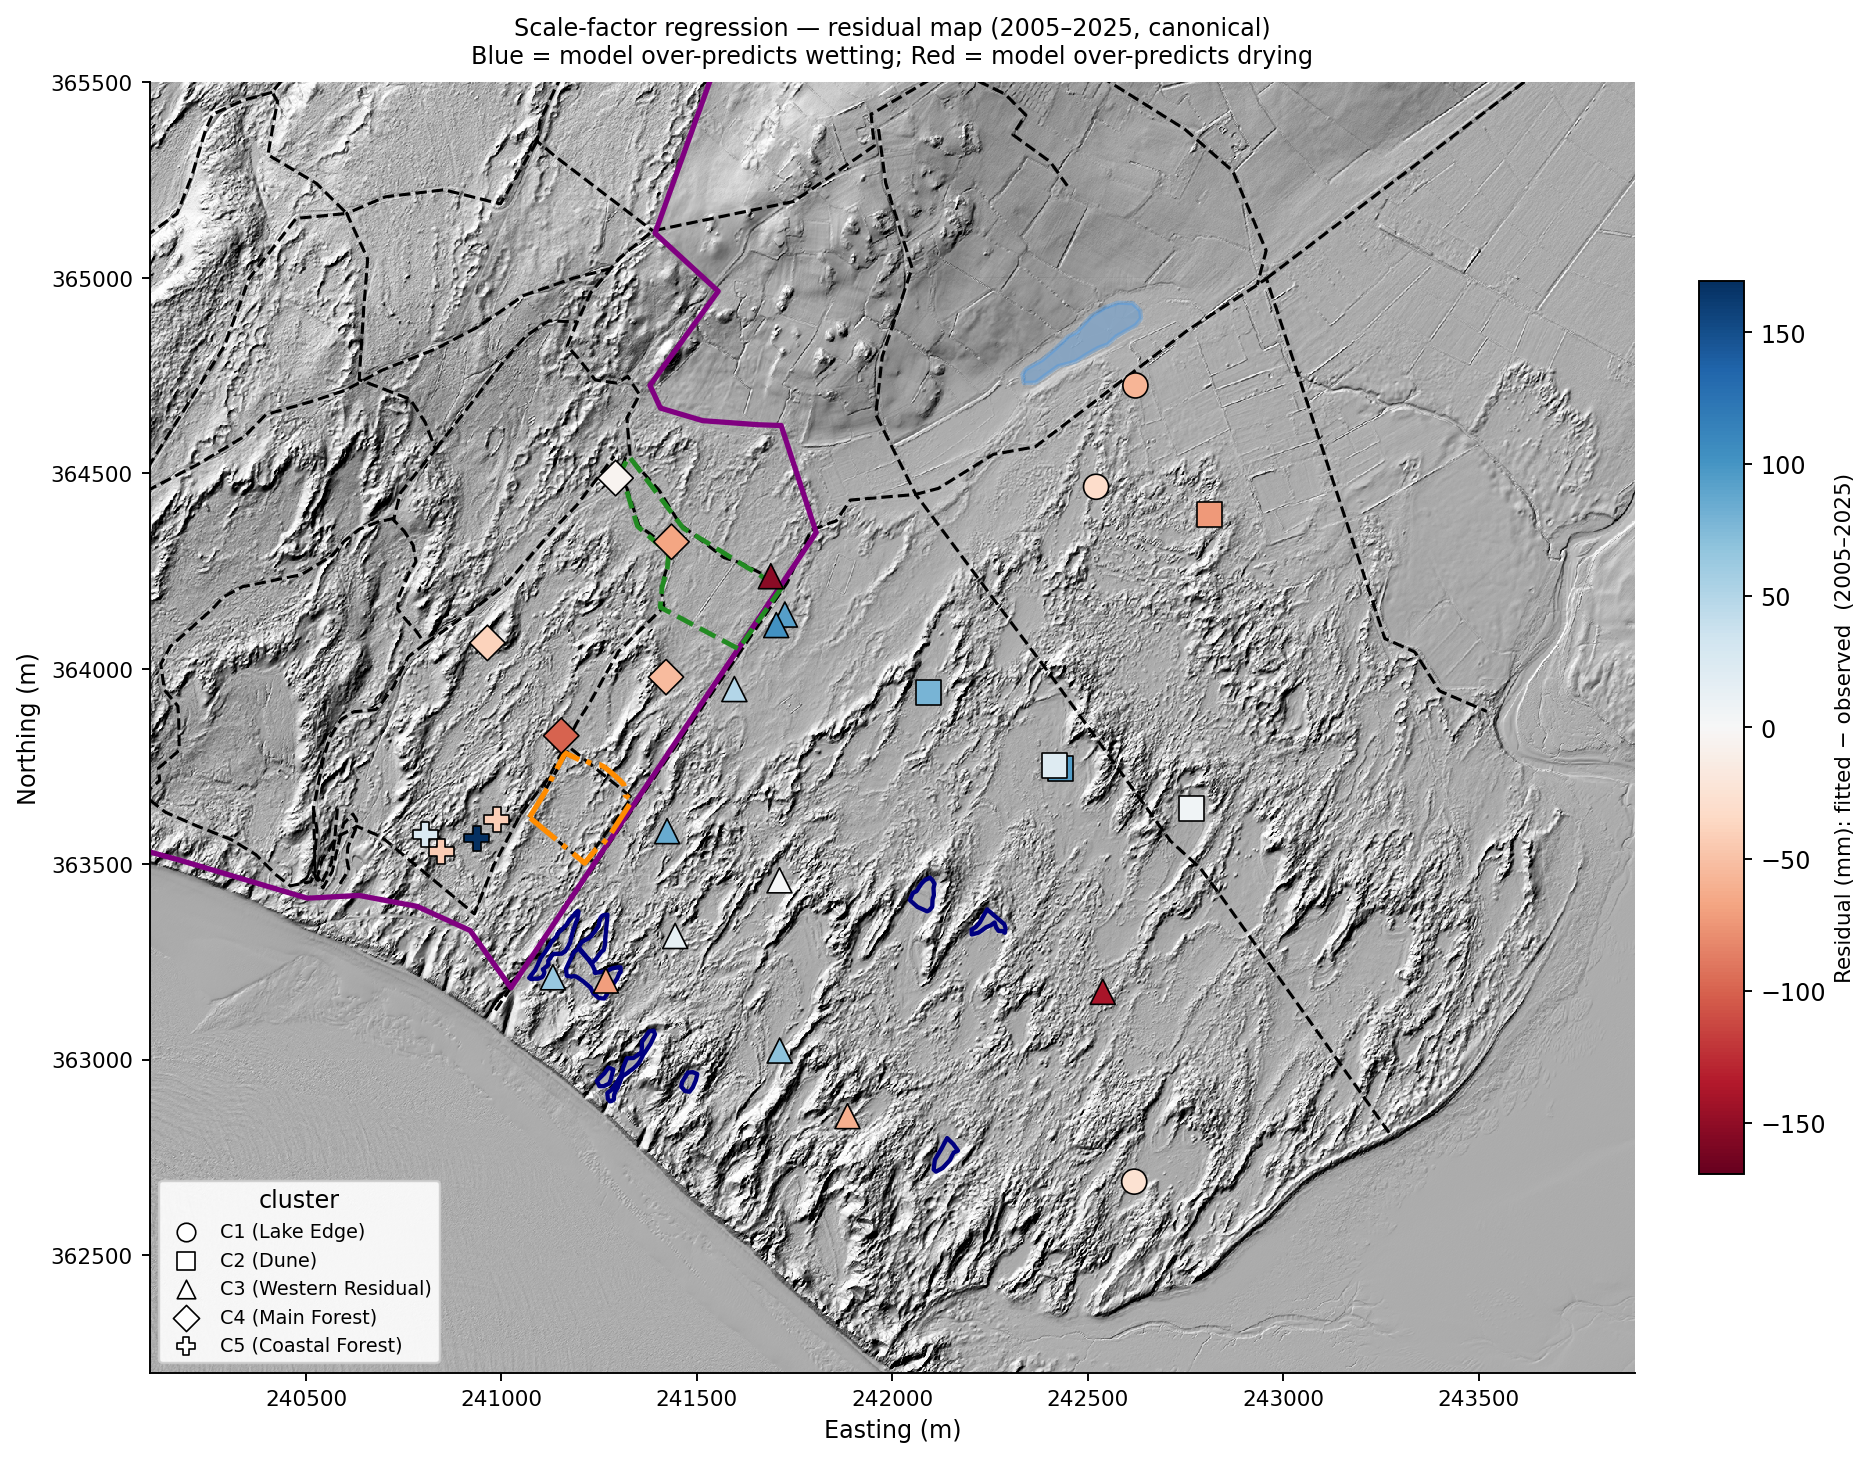 Scale-factor regression — residual map (2005–2025, canonical)
Blue = model over-predicts wetting; Red = model over-predicts drying
365500
365000
364500
364000
363500
363000
362500
Northing (m)
240500
241000
241500
242000
242500
243000
243500
Easting (m)
cluster
C1 (Lake Edge)
C2 (Dune)
C3 (Western Residual)
C4 (Main Forest)
C5 (Coastal Forest)
150
100
50
0
−50
−100
−150
Residual (mm): fitted − observed (2005–2025)